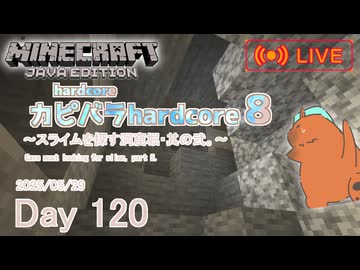 MINECRAFT
JAVA EDITION
LIVE
hardcore
カピバラhardcore8
～スライムを探す洞窟堀・其の弐。～
Cave moat looking for slime, part 2.
2025/05/29
Day 120